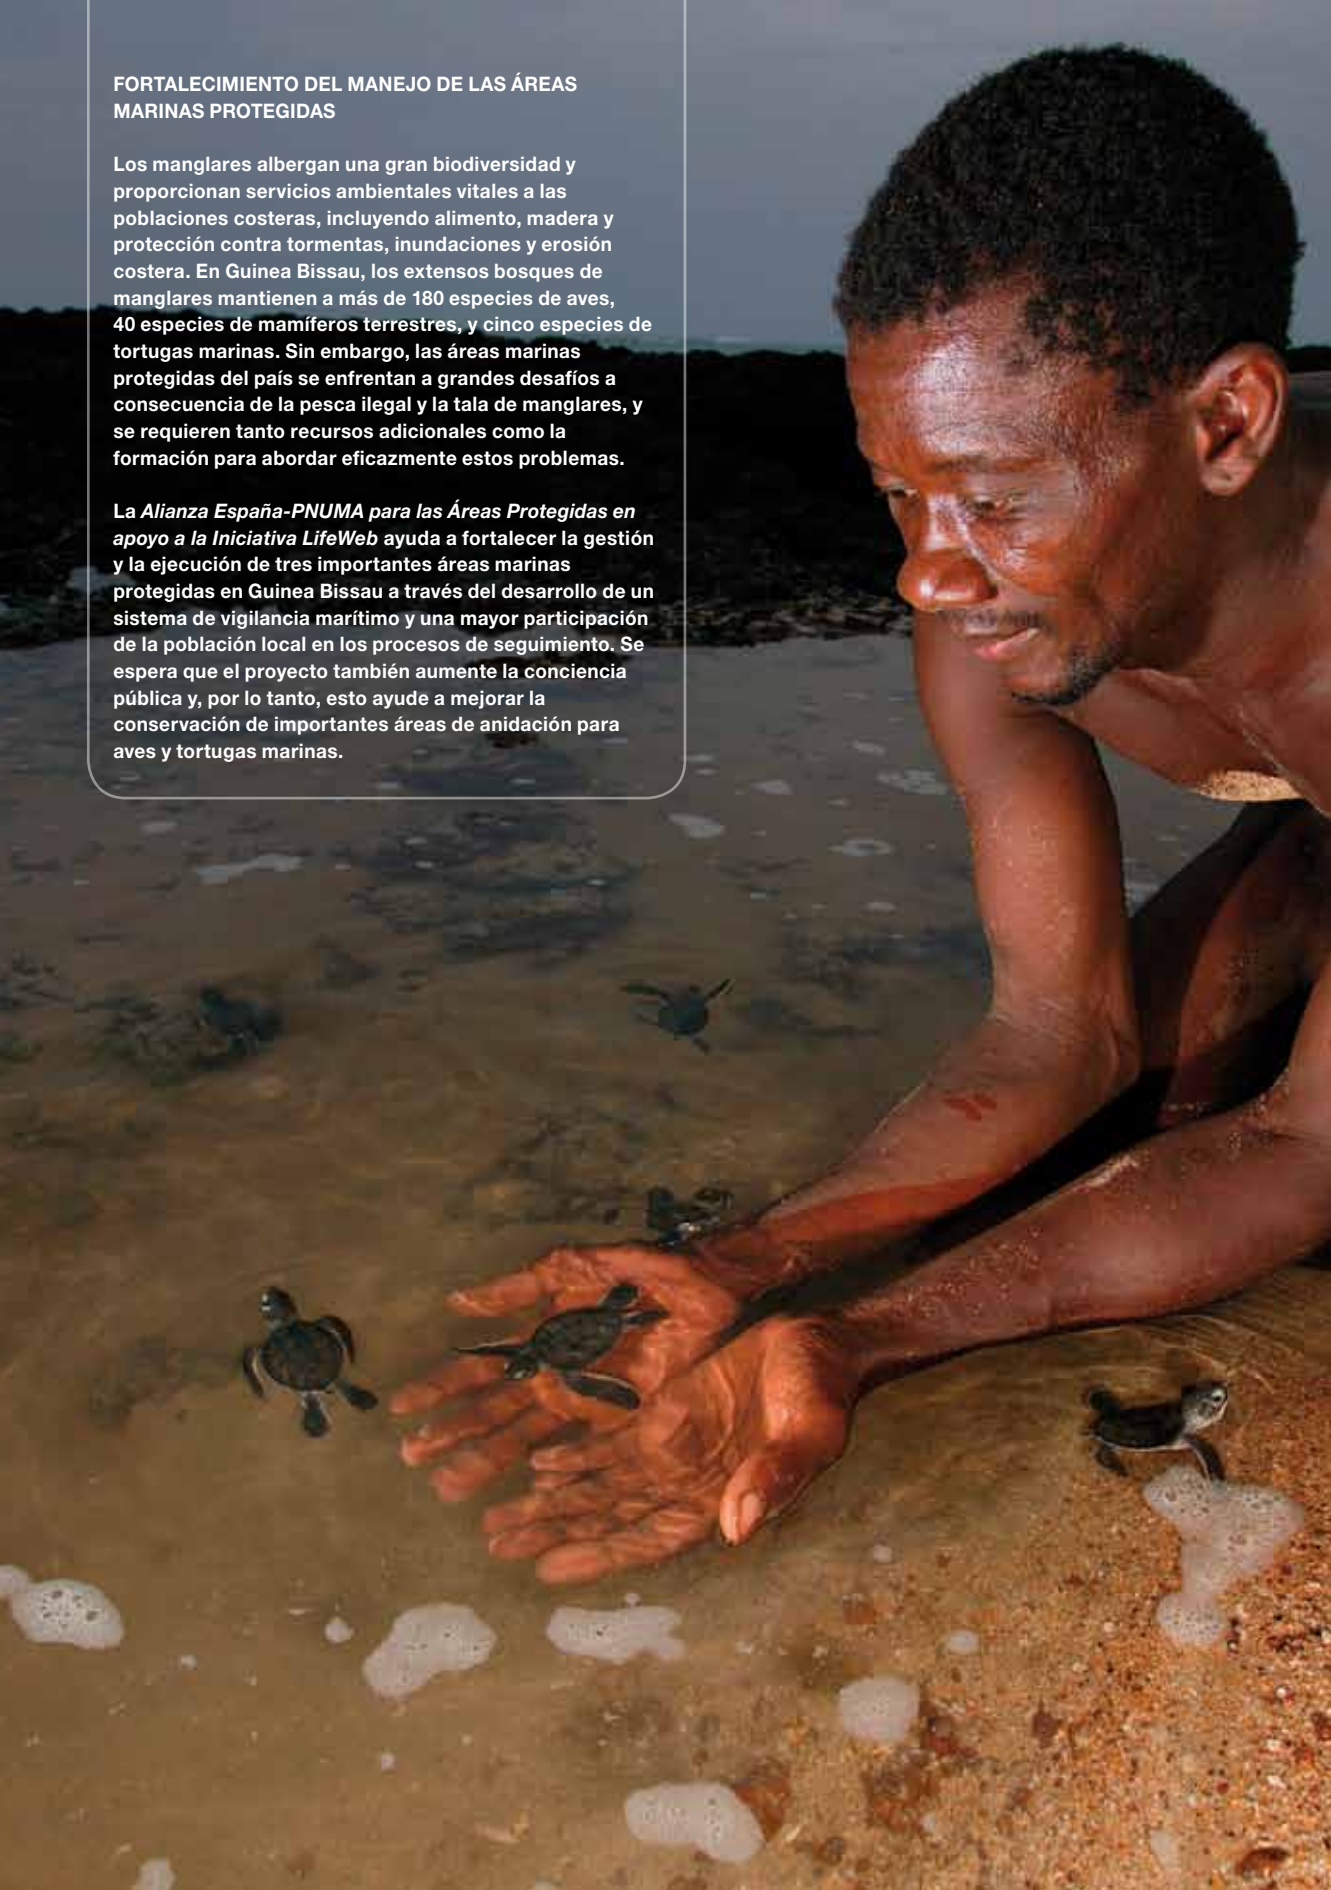 FORTALECIMIENTO DEL MANEJO DE LAS ÁREAS
MARINAS PROTEGIDAS
Los manglares albergan una gran biodiversidad y
proporcionan servicios ambientales vitales a las
poblaciones costeras, incluyendo alimento, madera y
protección contra tormentas, inundaciones y erosión
costera. En Guinea Bissau, los extensos bosques de
manglares mantienen a más de 180 especies de aves,
40 especies de mamíferos terrestres, y cinco especies de
tortugas marinas. Sin embargo, las áreas marinas
protegidas del país se enfrentan a grandes desafíos a
consecuencia de la pesca ilegal y la tala de manglares, y
se requieren tanto recursos adicionales como la
formación para abordar eficazmente estos problemas.
La Alianza España-PNUMA para las Áreas Protegidas en
apoyo a la Iniciativa LifeWeb ayuda a fortalecer la gestión
y la ejecución de tres importantes áreas marinas
protegidas en Guinea Bissau a través del desarrollo de un
sistema de vigilancia marítimo y una mayor participación
de la población local en los procesos de seguimiento. Se
espera que el proyecto también aumente la conciencia
pública y, por lo tanto, esto ayude a mejorar la
conservación de importantes áreas de anidación para
aves y tortugas marinas.